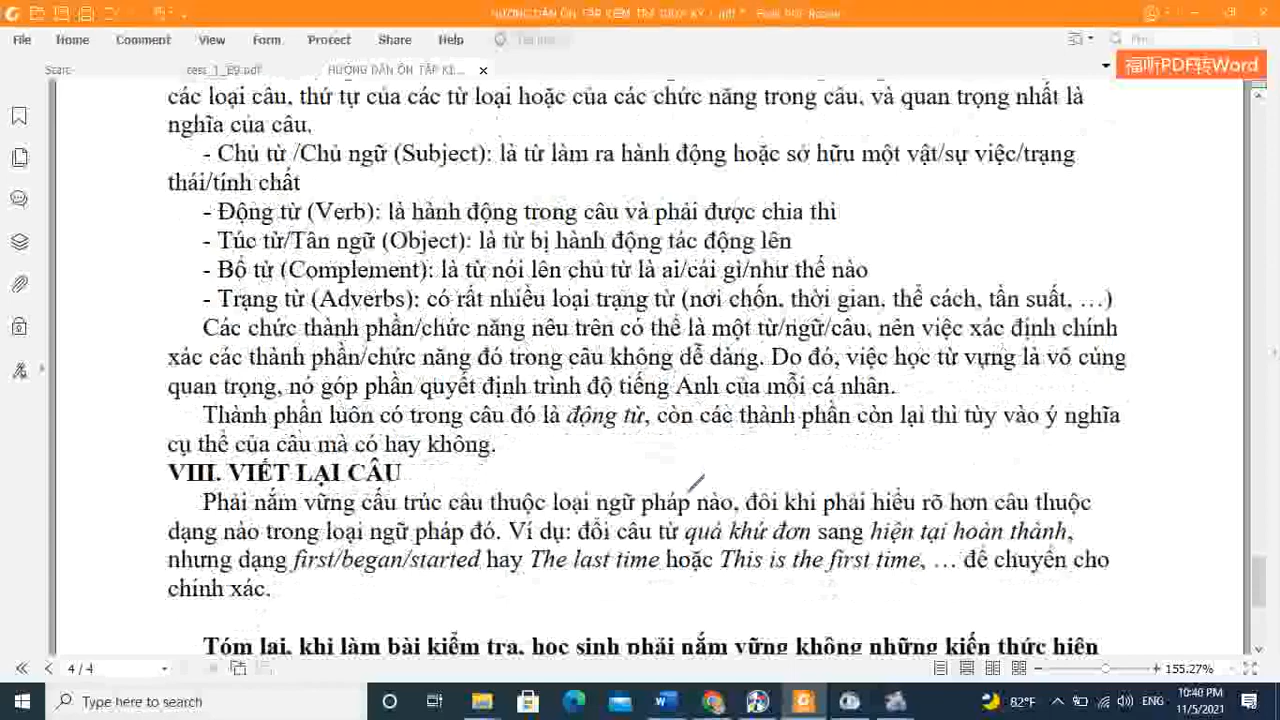 HƯỚNG DẪN ÔN TẬP KIỂM TRA GIỮA KỲ 1.pdf * - Foxit PDF Reader
File Home Comment View Form Protect Share Help
Start
cess_1_E9.pdf
HƯỚNG DẪN ÔN TẬP KI...
福昕PDF转Word
các loại câu, thứ tự của các từ loại hoặc của các chức năng trong câu, và quan trọng nhất là
nghĩa của câu.
- Chủ từ /Chủ ngữ (Subject): là từ làm ra hành động hoặc sở hữu một vật/sự việc/trạng
thái/tính chất
- Động từ (Verb): là hành động trong câu và phải được chia thì
- Túc từ/Tân ngữ (Object): là từ bị hành động tác động lên
- Bổ từ (Complement): là từ nói lên chủ từ là ai/cái gì/như thế nào
- Trạng từ (Adverbs): có rất nhiều loại trạng từ (nơi chốn, thời gian, thể cách, tần suất, …)
Các chức thành phần/chức năng nêu trên có thể là một từ/ngữ/câu, nên việc xác định chính
xác các thành phần/chức năng đó trong câu không dễ dàng. Do đó, việc học từ vựng là vô cùng
quan trọng, nó góp phần quyết định trình độ tiếng Anh của mỗi cá nhân.
Thành phần luôn có trong câu đó là động từ, còn các thành phần còn lại thì tùy vào ý nghĩa
cụ thể của câu mà có hay không.
VIII. VIẾT LẠI CÂU
Phải nắm vững cấu trúc câu thuộc loại ngữ pháp nào, đôi khi phải hiểu rõ hơn câu thuộc
dạng nào trong loại ngữ pháp đó. Ví dụ: đổi câu từ quá khứ đơn sang hiện tại hoàn thành,
nhưng dạng first/began/started hay The last time hoặc This is the first time, … để chuyển cho
chính xác.
Tóm lại, khi làm bài kiểm tra, học sinh phải nắm vững không những kiến thức hiện
4 / 4
155.27%
Type here to search
82°F
ENG
10:40 PM
11/5/2021